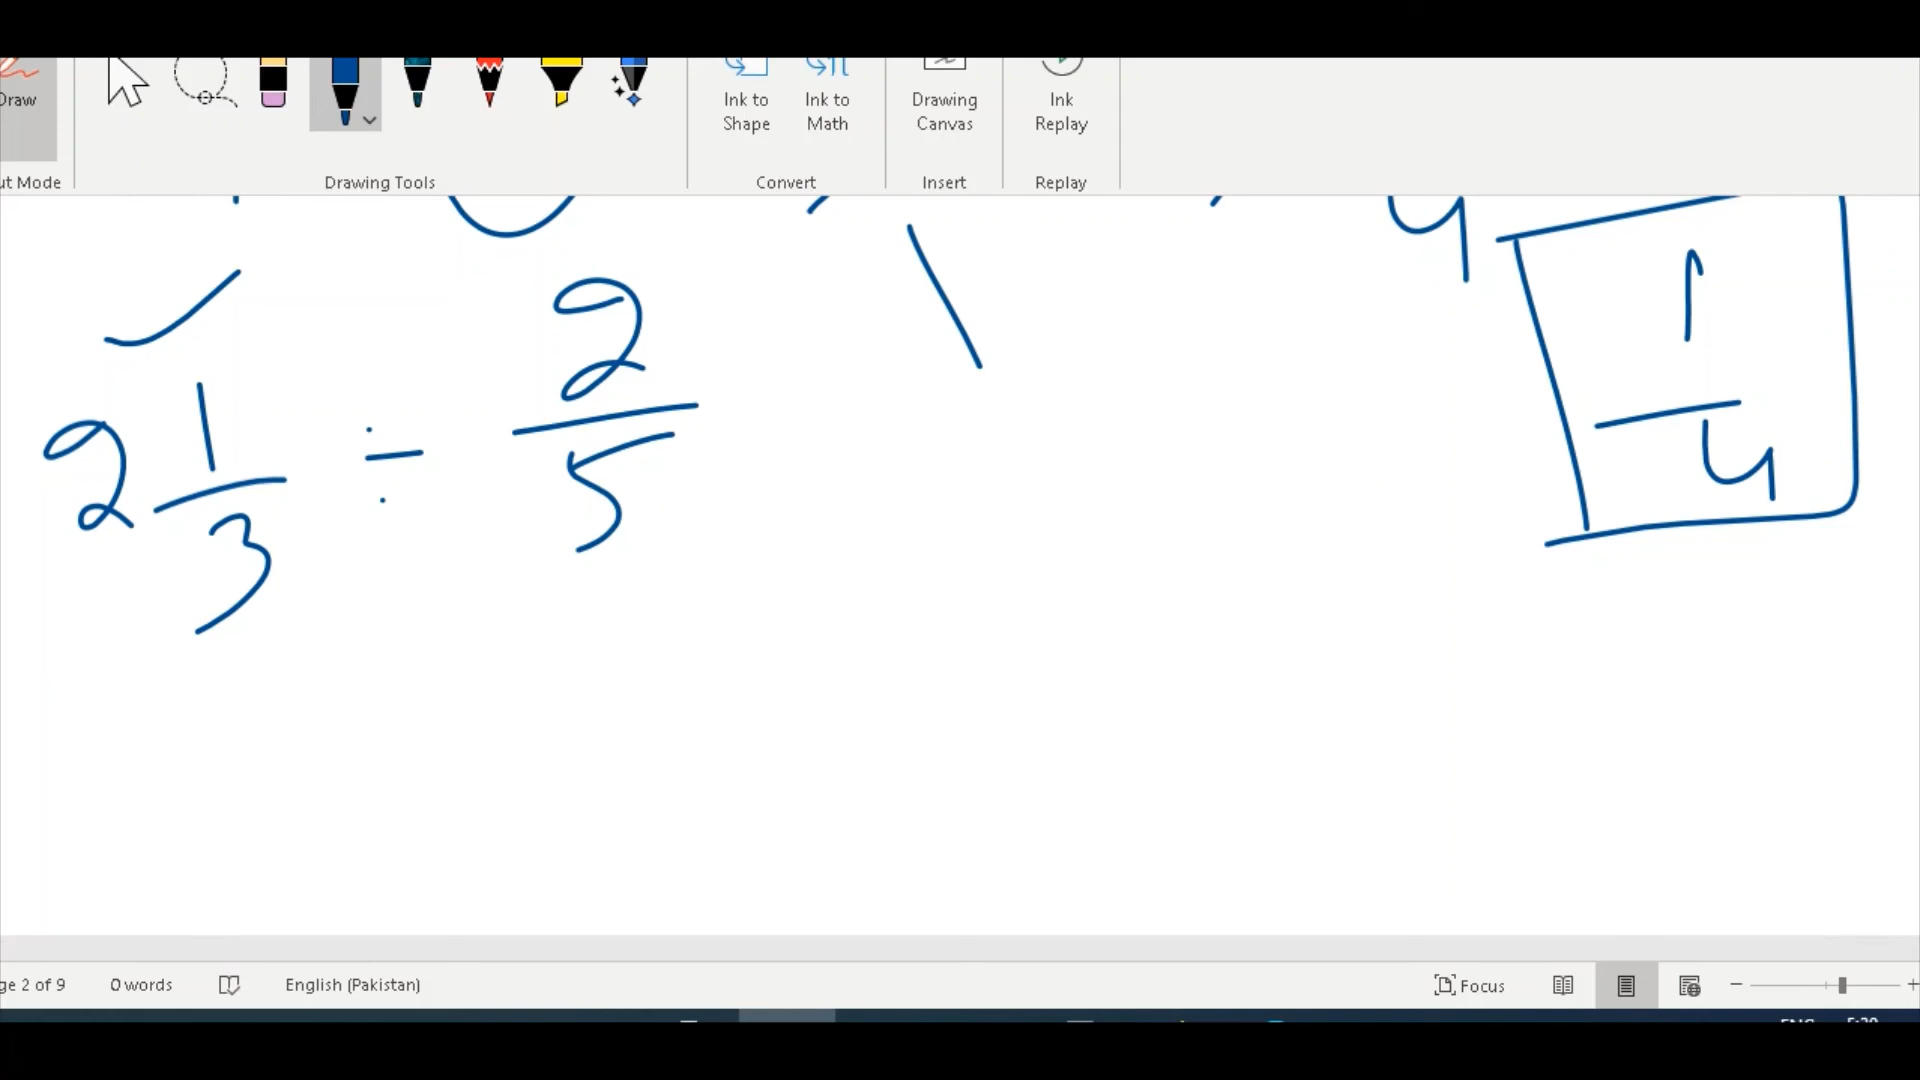 Draw
Ink to Shape
Ink to Math
Drawing Canvas
Ink Replay
ut Mode
Drawing Tools
Convert
Insert
Replay
4
1
4
2 1/3 ÷ 2/5
ge 2 of 9
0 words
English (Pakistan)
Focus